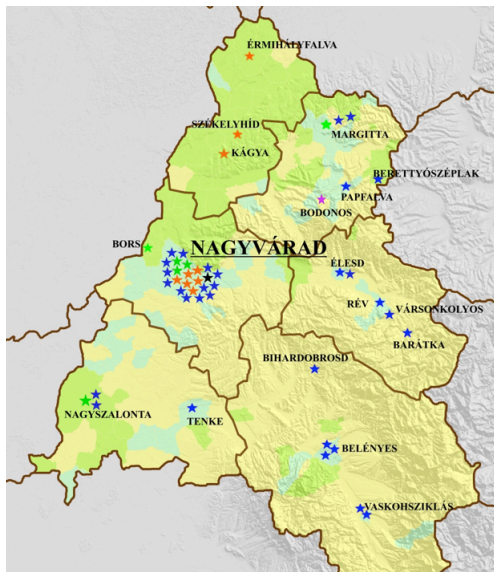 ÉRMIHÁLYFALVA
SZÉKELYHÍD
KÁGYA
MARGITTA
BERETTYÓSZÉPLAK
PAPFALVA
BODONOS
BORS
NAGYVÁRAD
ÉLESD
RÉV
VÁRSONKOLYOS
BARÁTKA
BIHARDOBROSD
NAGYSZALONTA
TENKE
BELÉNYES
VASKOHSZIKLÁS